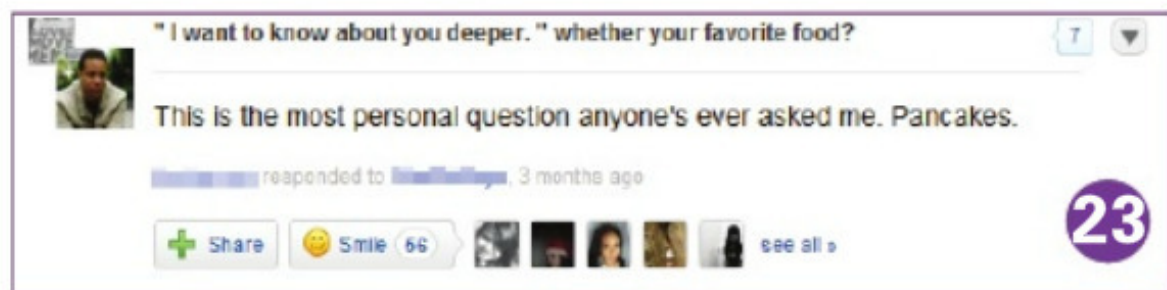 " I want to know about you deeper. " whether your favorite food?
7
This is the most personal question anyone's ever asked me. Pancakes.
responded to , 3 months ago
Share
Smile 66
see all »
23